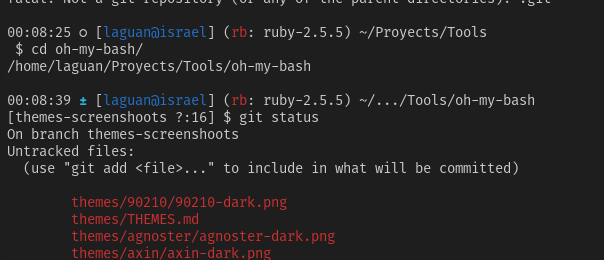 fatal: not a git repository (or any of the parent directories): .git
00:08:25 ○ [laguan@israel] (rb: ruby-2.5.5) ~/Proyects/Tools
$ cd oh-my-bash/
/home/laguan/Proyects/Tools/oh-my-bash
00:08:39 ± [laguan@israel] (rb: ruby-2.5.5) ~/.../Tools/oh-my-bash
[themes-screenshoots ?:16] $ git status
On branch themes-screenshoots
Untracked files:
(use "git add <file>..." to include in what will be committed)
themes/90210/90210-dark.png
themes/THEMES.md
themes/agnoster/agnoster-dark.png
themes/axin/axin-dark.png